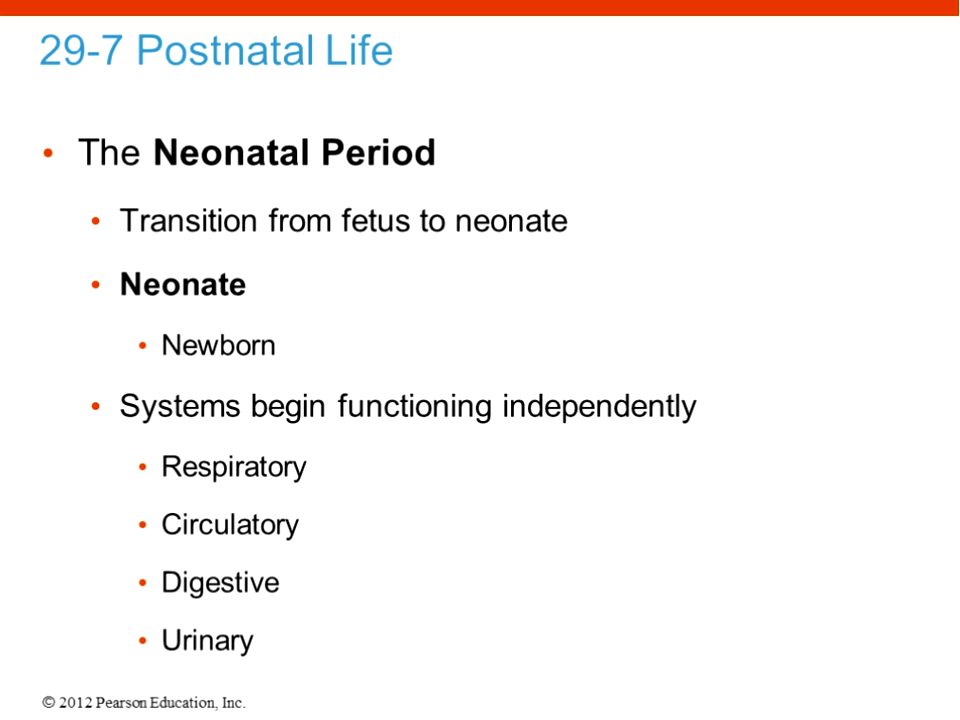 29-7 Postnatal Life
• The Neonatal Period
• Transition from fetus to neonate
• Neonate
• Newborn
• Systems begin functioning independently
• Respiratory
• Circulatory
• Digestive
• Urinary
© 2012 Pearson Education, Inc.